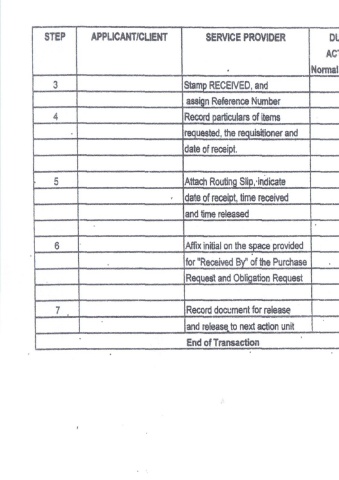 STEP APPLICANT/CLIENT SERVICE PROVIDER DU
AC
Normal
3 Stamp RECEIVED, and
assign Reference Number
4 Record particulars of items
requested, the requisitioner and
date of receipt.
5 Attach Routing Slip, indicate
date of receipt, time received
and time released
6 Affix initial on the space provided
for "Received By" of the Purchase
Request and Obligation Request
7 Record document for release
and release to next action unit
End of Transaction